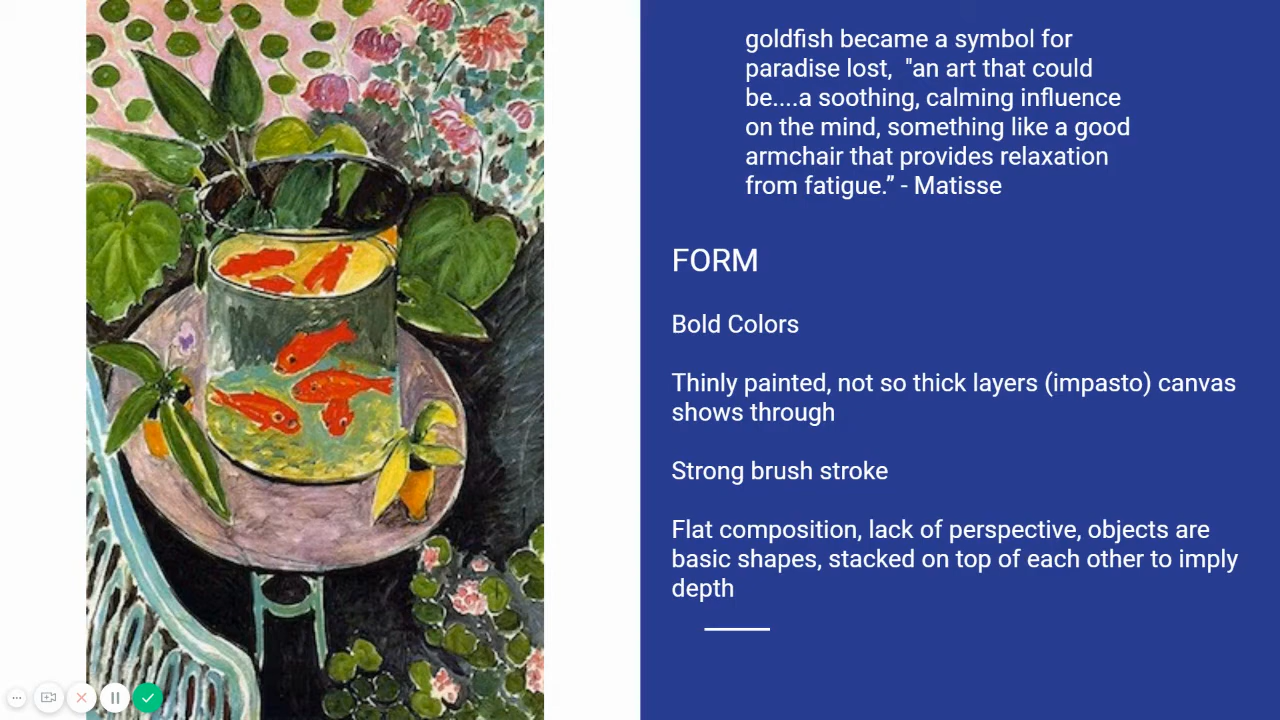 goldfish became a symbol for
paradise lost,  "an art that could
be....a soothing, calming influence
on the mind, something like a good
armchair that provides relaxation
from fatigue.” - Matisse
FORM
Bold Colors
Thinly painted, not so thick layers (impasto) canvas
shows through
Strong brush stroke
Flat composition, lack of perspective, objects are
basic shapes, stacked on top of each other to imply
depth